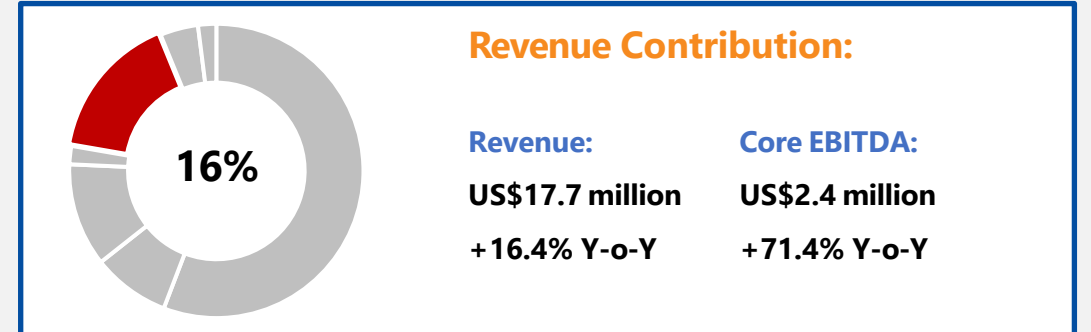 16%
Revenue Contribution:
Revenue:
US$17.7 million
+16.4% Y-o-Y
Core EBITDA:
US$2.4 million
+71.4% Y-o-Y